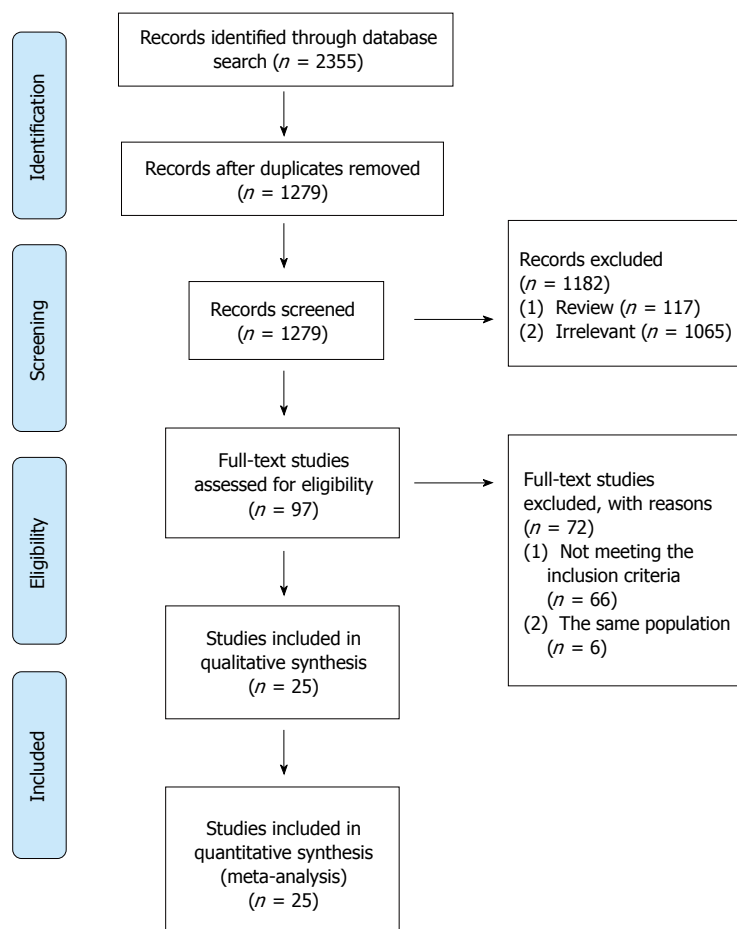 Identification
Records identified through database
search (n = 2355)
Records after duplicates removed
(n = 1279)
Screening
Records screened
(n = 1279)
Records excluded
(n = 1182)
(1) Review (n = 117)
(2) Irrelevant (n = 1065)
Eligibility
Full-text studies
assessed for eligibility
(n = 97)
Full-text studies
excluded, with reasons
(n = 72)
(1) Not meeting the
inclusion criteria
(n = 66)
(2) The same population
(n = 6)
Studies included in
qualitative synthesis
(n = 25)
Included
Studies included in
quantitative synthesis
(meta-analysis)
(n = 25)